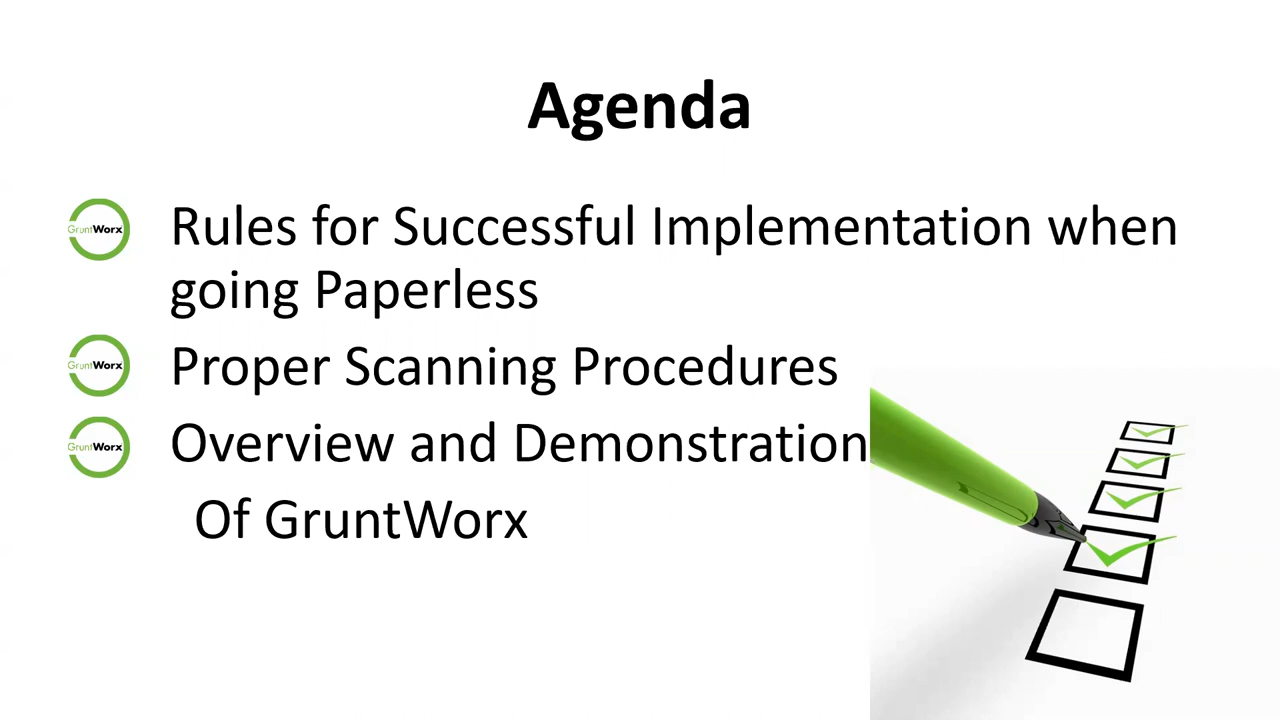 Agenda
GruntWorx
Rules for Successful Implementation when
going Paperless
GruntWorx
Proper Scanning Procedures
GruntWorx
Overview and Demonstration
Of GruntWorx